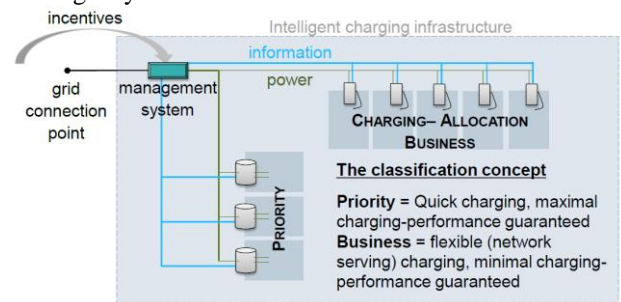 incentives
Intelligent charging infrastructure
information
power
grid
connection
point
management
system
CHARGING– ALLOCATION
BUSINESS
PRIORITY
The classification concept
Priority = Quick charging, maximal
charging-performance guaranteed
Business = flexible (network
serving) charging, minimal charging-
performance guaranteed